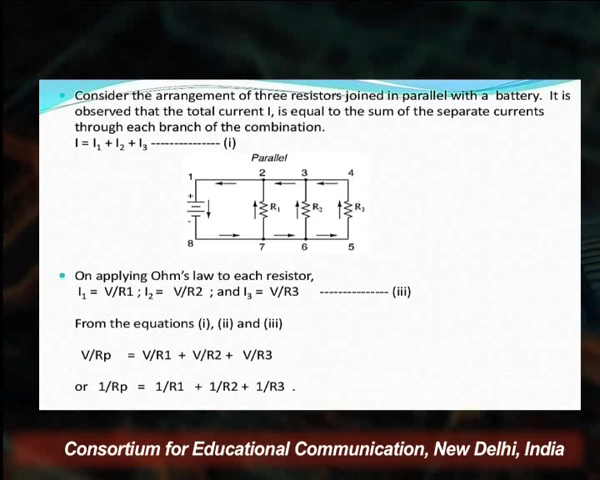 Consider the arrangement of three resistors joined in parallel with a battery. It is
observed that the total current I, is equal to the sum of the separate currents
through each branch of the combination.
I = I₁ + I₂ + I₃ --------------- (i)
Parallel
1 2 3 4
+
R₁ R₂ R₃
-
8 7 6 5
On applying Ohm's law to each resistor,
I₁ = V/R1 ; I₂ = V/R2 ; and I₃ = V/R3 --------------- (iii)
From the equations (i), (ii) and (iii)
V/Rp = V/R1 + V/R2 + V/R3
or 1/Rp = 1/R1 + 1/R2 + 1/R3 .
Consortium for Educational Communication, New Delhi, India